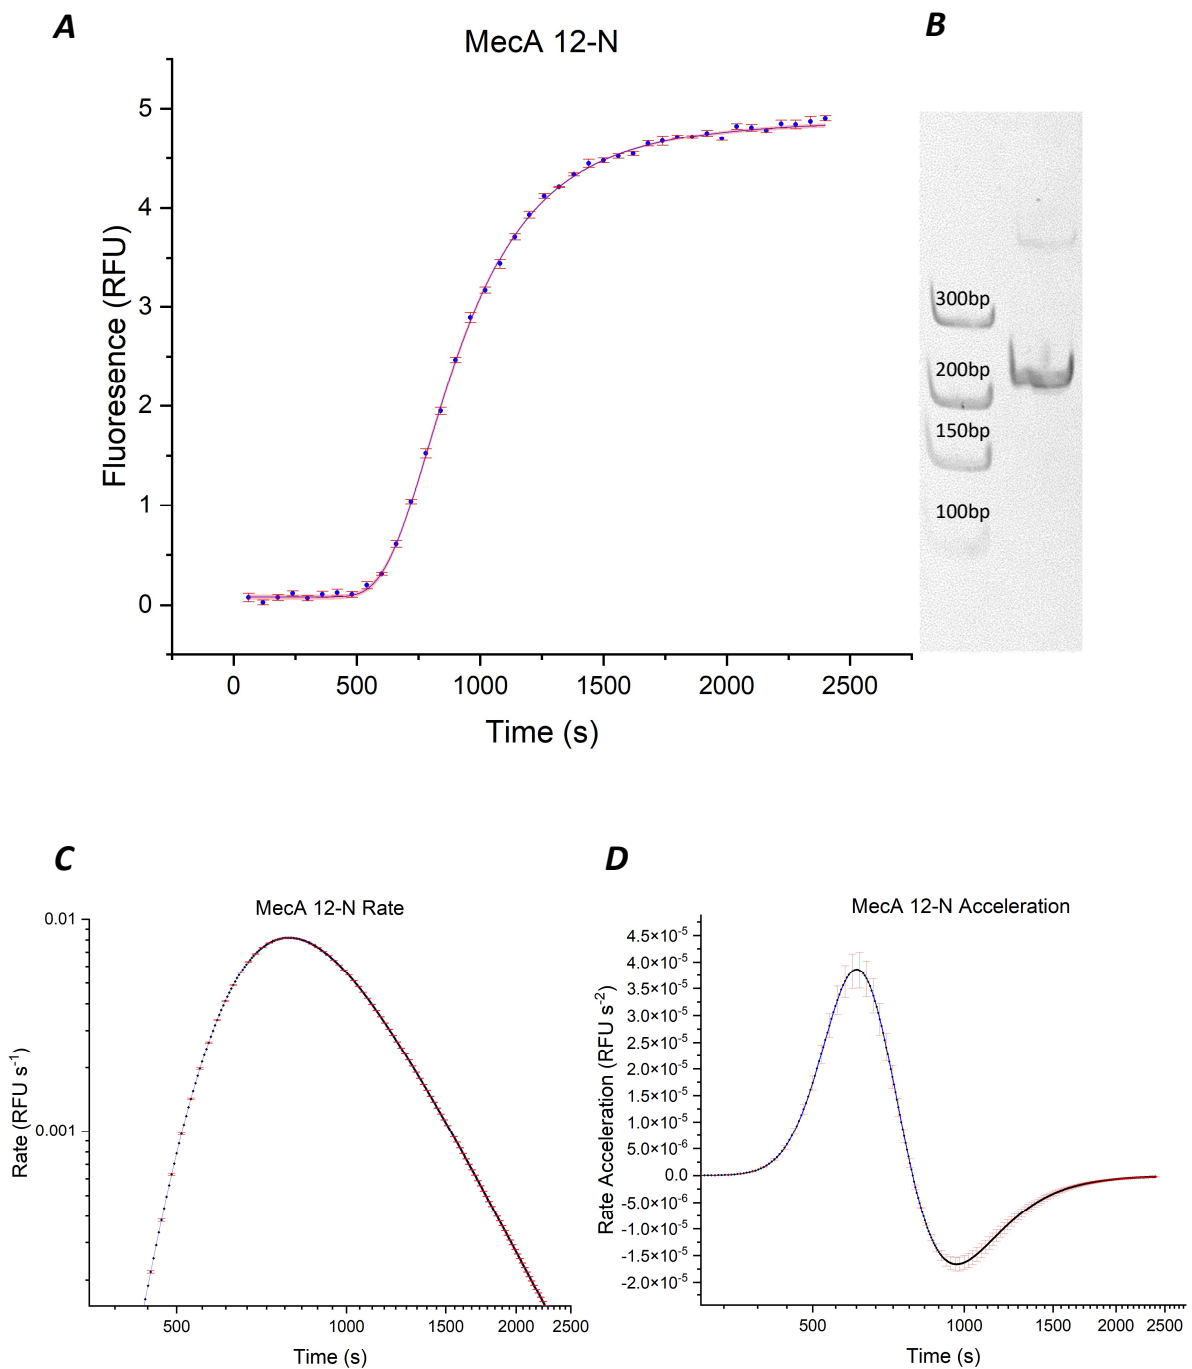 A
MecA 12-N
B
5
4
3
2
1
0
Fluoresence (RFU)
0 500 1000 1500 2000 2500
Time (s)
300bp
200bp
150bp
100bp
C
MecA 12-N Rate
0.01
0.001
Rate (RFU s-1)
500 1000 1500 2000 2500
Time (s)
D
MecA 12-N Acceleration
4.5×10-5
4.0×10-5
3.5×10-5
3.0×10-5
2.5×10-5
2.0×10-5
1.5×10-5
1.0×10-5
5.0×10-6
0.0
-5.0×10-6
-1.0×10-5
-1.5×10-5
-2.0×10-5
Rate Acceleration (RFU s-2)
500 1000 1500 2000 2500
Time (s)